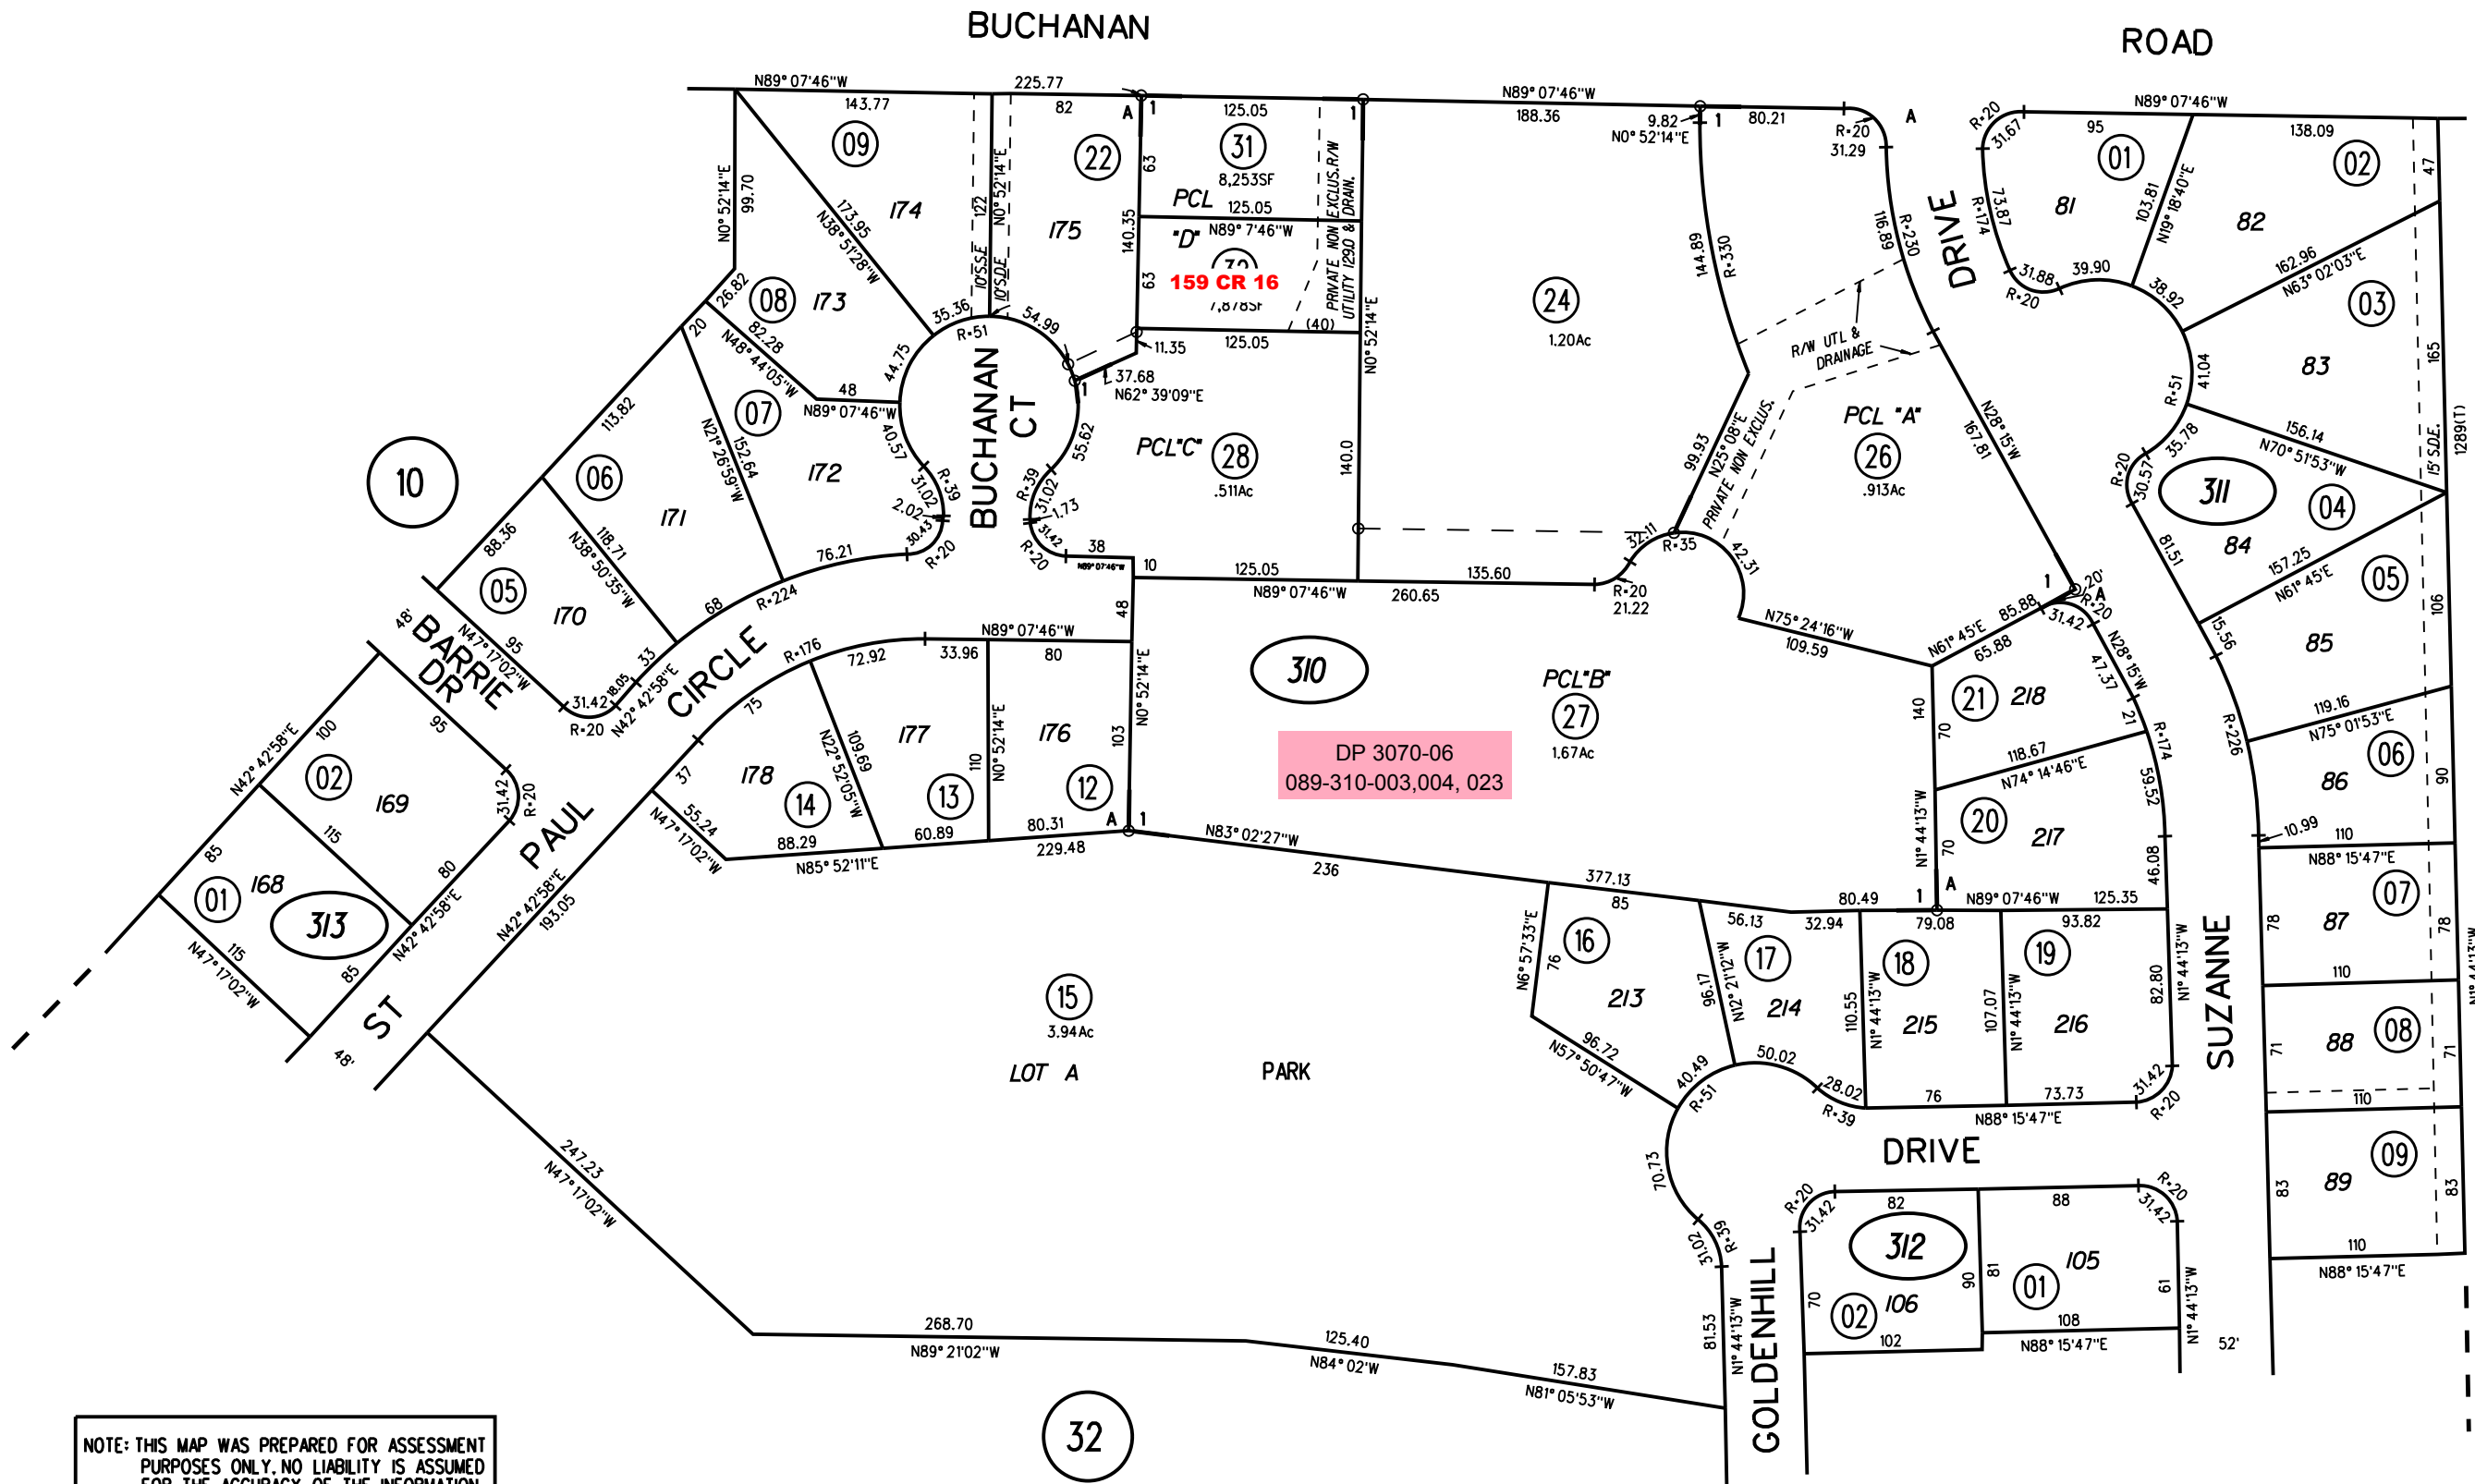 BUCHANAN
ROAD
N89° 07'46"W
225.77
143.77
82
A
1
125.05
1
N89° 07'46"W
188.36
9.82
N0° 52'14"E
1
80.21
R=20
31.29
A
R=20
31.67
N89° 07'46"W
95
138.09
47
09
22
31
8,253SF
01
02
N0° 52'14"E
99.70
173.95
N38° 51'28"W
174
10'S.S.E
122
N0° 52'14"E
10'S.D.E
175
63
140.35
63
PCL
125.05
"D"
N89° 7'46"W
159 CR 16
7,878SF
(40)
PRIVATE NON EXCLUS.R/W
UTILITY 129.0 & DRAIN.
N0° 52'14"E
140.0
144.89
R=330
116.89
R=230
DRIVE
73.87
R=174
81
103.81
N19° 18'40"E
82
162.96
N63° 02'03"E
31.88
R=20
39.90
38.92
03
83
165
26.82
08
173
20
82.28
N48° 44'05"W
35.36
R=51
54.99
44.75
48
N89° 07'46"W
11.35
125.05
37.68
N62° 39'09"E
1
24
1.20Ac
R/W UTL &
DRAINAGE
R=51
41.04
BUCHANAN
CT
113.82
07
N21° 26'59"W
152.64
172
40.57
31.02
R=39
2.02
30.43
R=20
55.62
R=39
31.02
1.73
31.42
R=20
38
N89° 07'46"W
PCL"C"
28
.511Ac
99.93
N25° 08'E
PRIVATE NON EXCLUS.
PCL "A"
26
.913Ac
N28° 15'W
167.81
35.78
R=20
30.57
156.14
N70° 51'53"W
15' S.D.E.
1289(T)
311
04
84
10
06
171
88.36
118.71
N38° 50'35"W
76.21
R=224
68
05
170
48'
95
N47° 17'02"W
BARRIE
DR
31.42
R=20
18.05
33
N42° 42'58"E
CIRCLE
10
125.05
N89° 07'46"W
135.60
260.65
R=20
21.22
32.11
R=35
42.31
N75° 24'16"W
109.59
1
20'
A
R=20
85.88
N61° 45'E
65.88
31.42
N28° 15'W
47.37
81.51
157.25
N61° 45'E
05
106
15.56
85
48
N89° 07'46"W
R=176
72.92
33.96
80
75
N0° 52'14"E
103
310
PCL"B"
27
1.67Ac
DP 3070-06
089-310-003,004, 023
140
70
21
218
21
R=174
118.67
N74° 14'46"E
59.52
R=226
119.16
N75° 01'53"E
06
86
90
N42° 42'58"E
100
95
02
169
31.42
R=20
115
85
80
PAUL
37
178
14
N22° 52'05"W
109.69
177
110
N0° 52'14"E
13
176
12
A
1
55.24
N47° 17'02"W
88.29
60.89
80.31
N85° 52'11"E
229.48
N83° 02'27"W
236
377.13
85
N1° 44'13"W
70
20
217
46.08
10.99
110
N88° 15'47"E
01
168
313
N42° 42'58"E
85
115
N47° 17'02"W
N42° 42'58"E
193.05
ST
48'
56.13
80.49
32.94
1
A
79.08
N89° 07'46"W
125.35
93.82
N6° 57'33"E
76
16
213
N12° 21'12"W
96.17
17
214
110.55
N1° 44'13"W
18
215
107.07
N1° 44'13"W
19
216
82.80
N1° 44'13"W
SUZANNE
78
87
07
78
N1° 44'13"W
110
71
88
08
71
110
15
3.94Ac
LOT A
PARK
96.72
N57° 50'47"W
40.49
R=51
50.02
28.02
R=39
76
73.73
N88° 15'47"E
31.42
R=20
DRIVE
70.73
31.02
R=39
09
89
83
83
110
N88° 15'47"E
R=20
31.42
82
88
R=20
31.42
312
02
106
70
90
102
81
01
105
108
N88° 15'47"E
61
N1° 44'13"W
52'
GOLDENHILL
81.53
N1° 44'13"W
247.23
N47° 17'02"W
268.70
N89° 21'02"W
125.40
N84° 02'W
157.83
N81° 05'53"W
32
NOTE: THIS MAP WAS PREPARED FOR ASSESSMENT
PURPOSES ONLY. NO LIABILITY IS ASSUMED
FOR THE ACCURACY OF THE INFORMATION